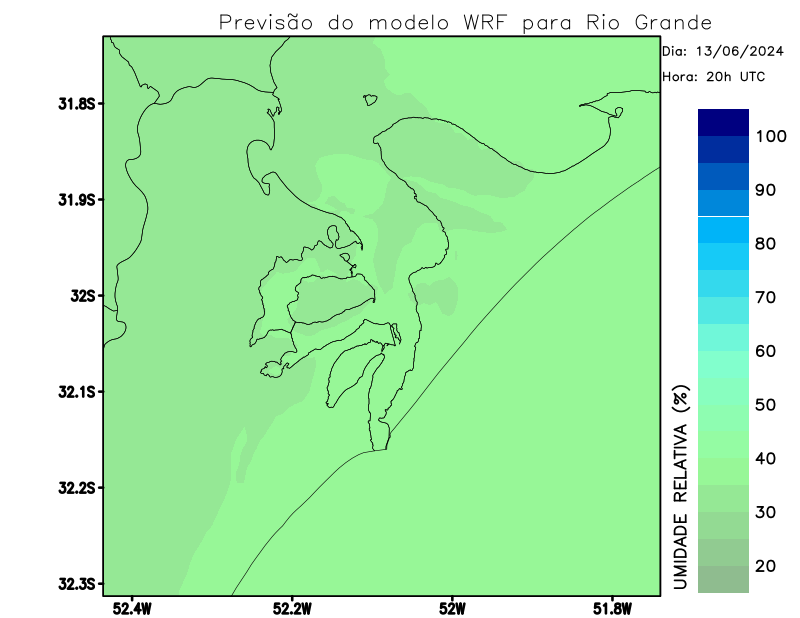 Previsão do modelo WRF para Rio Grande
Dia: 13/06/2024
Hora: 20h UTC
31.8S
31.9S
32S
32.1S
32.2S
32.3S
52.4W
52.2W
52W
51.8W
100
90
80
70
60
50
40
30
20
UMIDADE RELATIVA (%)